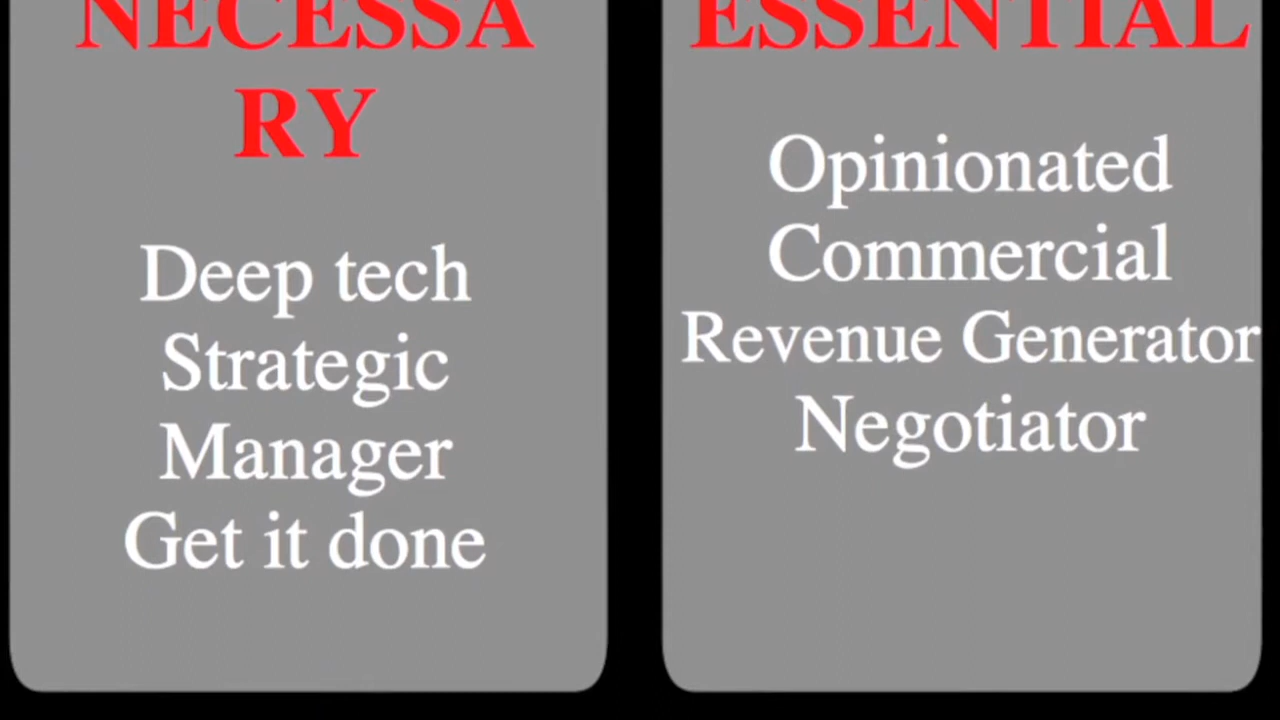 NECESSA
RY
Deep tech
Strategic
Manager
Get it done
ESSENTIAL
Opinionated
Commercial
Revenue Generator
Negotiator